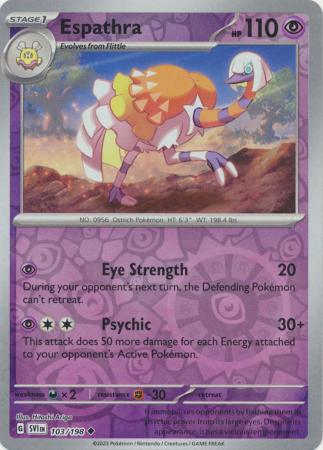 STAGE 1
Espathra
HP 110
Evolves from Flittle
NO. 0956 Ostrich Pokémon HT: 6'3" WT: 198.4 lbs
Eye Strength 20
During your opponent's next turn, the Defending Pokémon
can't retreat.
Psychic 30+
This attack does 50 more damage for each Energy attached
to your opponent's Active Pokémon.
weakness ×2 resistance -30 retreat
Illus. Hitoshi Ariga
G SVI EN 103/198
It immobilizes opponents by bathing them in
psychic power from its large eyes. Despite its
appearance, it has a vicious temperament.
©2023 Pokémon / Nintendo / Creatures / GAME FREAK